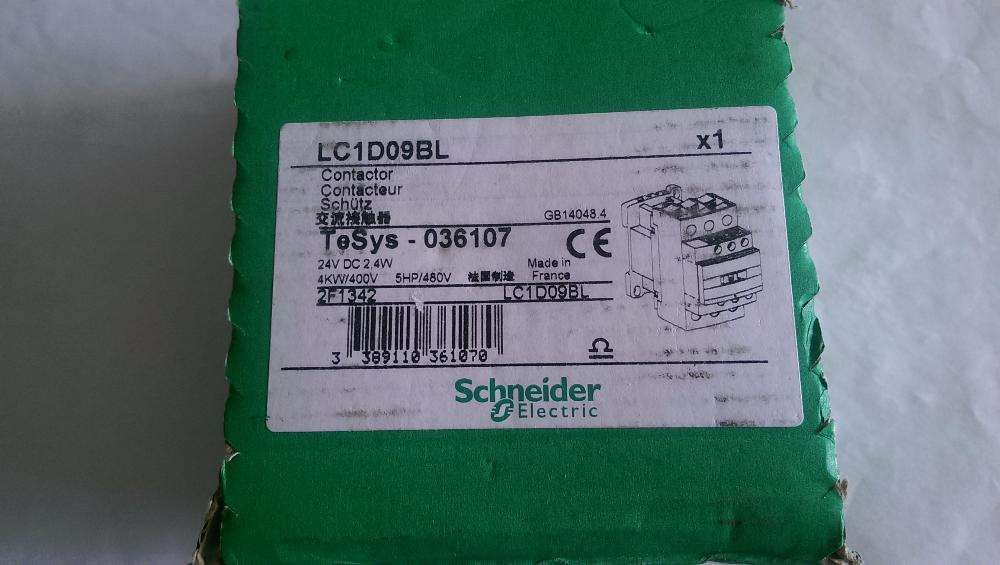 LC1D09BL x1
Contactor
Contacteur
Schütz
交流接触器 GB14048.4
TeSys - 036107 CE
24V DC 2.4W Made in
4KW/400V 5HP/480V 法国制造 France
2F1342 LC1D09BL
3 389110 361070
Schneider
Electric